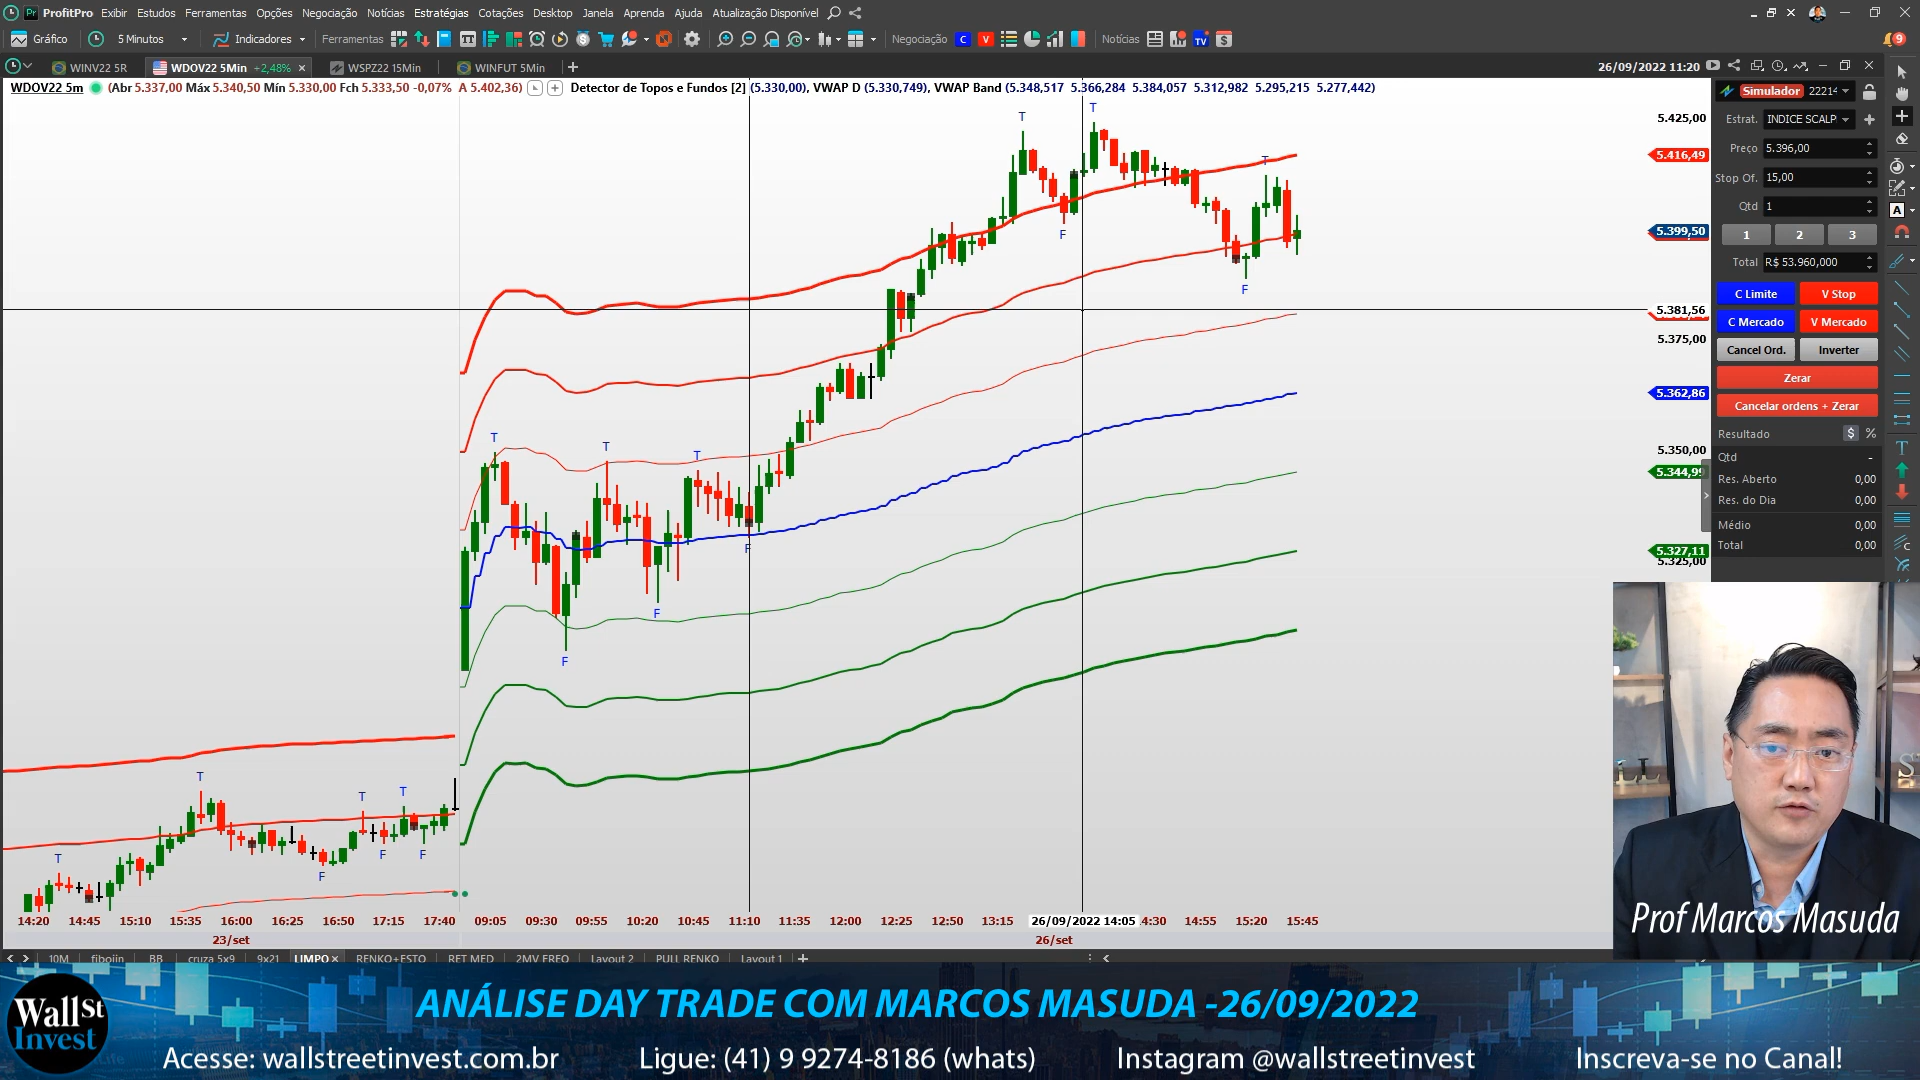 ProfitPro Exibir Estudos Ferramentas Opções Negociação Notícias Estratégias Cotações Desktop Janela Aprenda Ajuda Atualização Disponível
Gráfico 5 Minutos Indicadores Ferramentas Negociação C V Notícias 9
WINV22 5R WDOV22 5Min +2,48% × WSPZ22 15Min WINFUT 5Min + 26/09/2022 11:20
WDOV22 5m (Abr 5.337,00 Máx 5.340,50 Mín 5.330,00 Fch 5.333,50 -0,07% A 5.402,36) Detector de Topos e Fundos [2] (5.330,00), VWAP D (5.330,749), VWAP Band (5.348,517 5.366,284 5.384,057 5.312,982 5.295,215 5.277,442)
5.425,00
5.416,49
5.399,50
5.381,56
5.375,00
5.362,86
5.350,00
5.344,99
5.327,11
5.325,00
T T T
F F
T T T
F F F
T T T
F F F
14:20 14:45 15:10 15:35 16:00 16:25 16:50 17:15 17:40 09:05 09:30 09:55 10:20 10:45 11:10 11:35 12:00 12:25 12:50 13:15 26/09/2022 14:05 4:30 14:55 15:20 15:45
23/set 26/set
10M fiboiin BB cruza 5x9 9x21 LIMPO × RENKO+ESTO RET MED 2MV FREQ Layout 2 PULL RENKO Layout 1 +
Simulador 22214
Estrat. INDICE SCALP
Preço 5.396,00
Stop Of. 15,00
Qtd 1
1 2 3
Total R$ 53.960,000
C Limite V Stop
C Mercado V Mercado
Cancel Ord. Inverter
Zerar
Cancelar ordens + Zerar
Resultado $ %
Qtd -
Res. Aberto 0,00
Res. do Dia 0,00
Médio 0,00
Total 0,00
Prof Marcos Masuda
Wall St
Invest
ANÁLISE DAY TRADE COM MARCOS MASUDA -26/09/2022
Acesse: wallstreetinvest.com.br Ligue: (41) 9 9274-8186 (whats) Instagram @wallstreetinvest Inscreva-se no Canal!